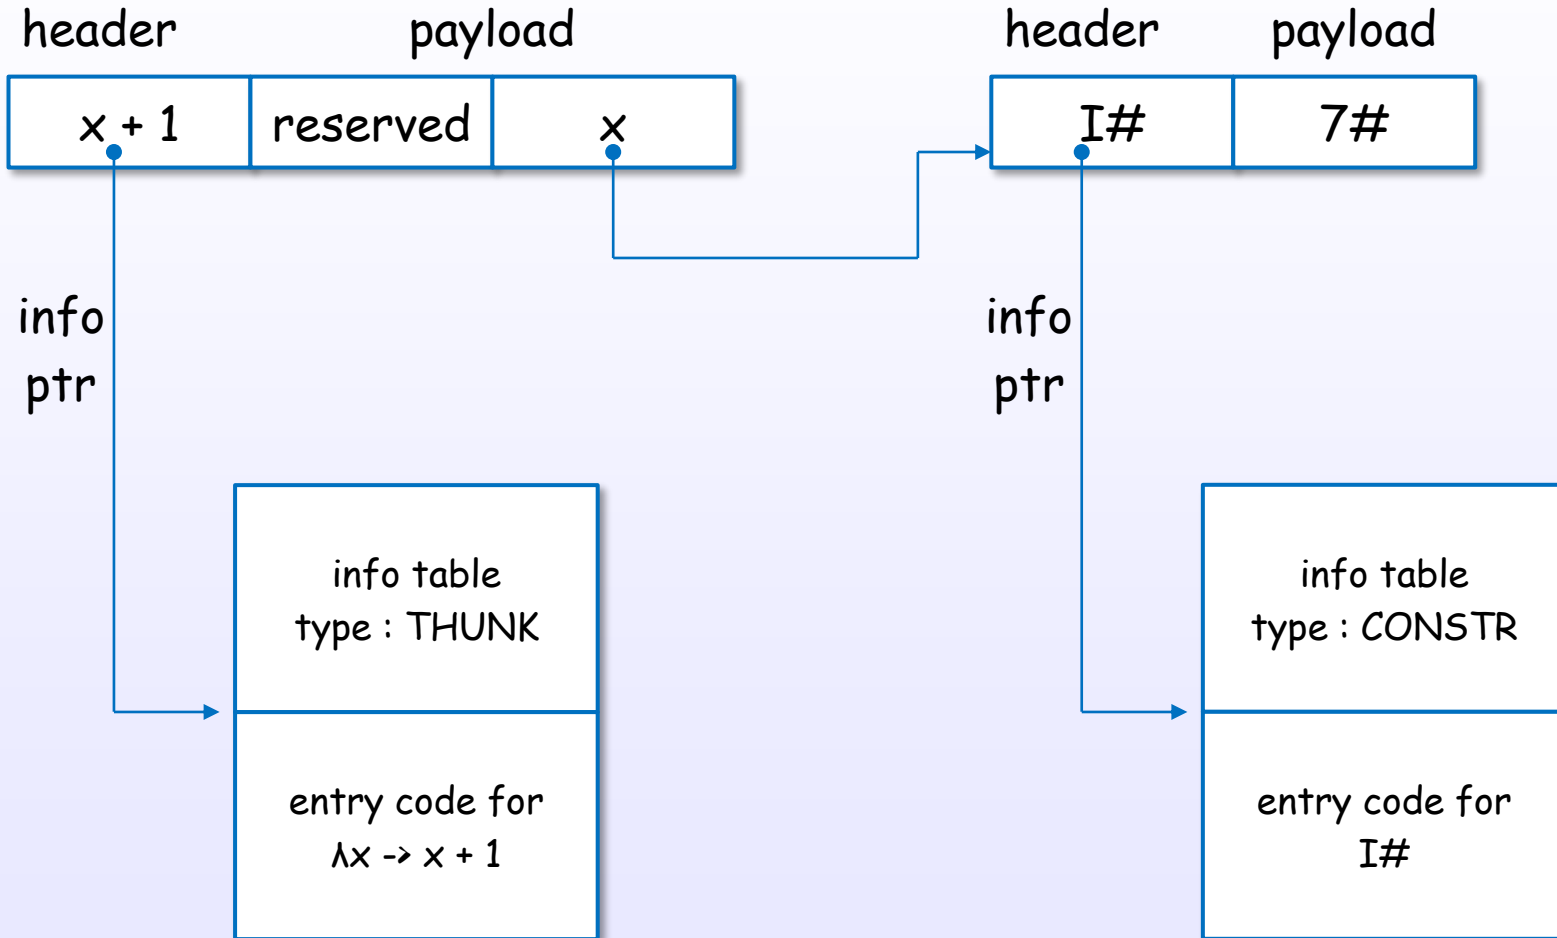 header payload header payload
x + 1 reserved x I# 7#
info
ptr
info
ptr
info table
type : THUNK
info table
type : CONSTR
entry code for
λx -> x + 1
entry code for
I#